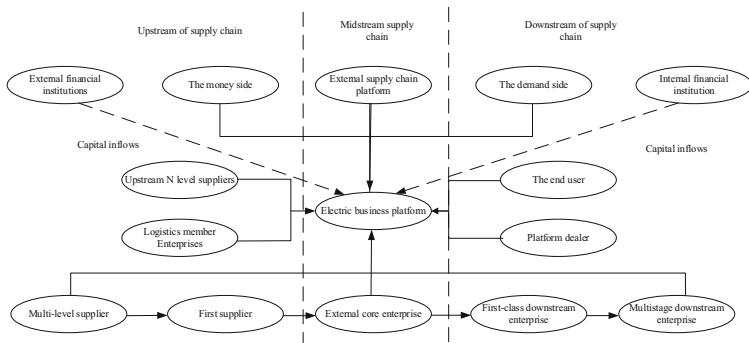 Upstream of supply chain
Midstream supply
chain
Downstream of supply
chain
External financial
institutions
The money side
External supply chain
platform
The demand side
Internal financial
institution
Capital inflows
Capital inflows
Upstream N level suppliers
The end user
Electric business platform
Logistics member
Enterprises
Platform dealer
Multi-level supplier
First supplier
External core enterprise
First-class downstream
enterprise
Multistage downstream
enterprise